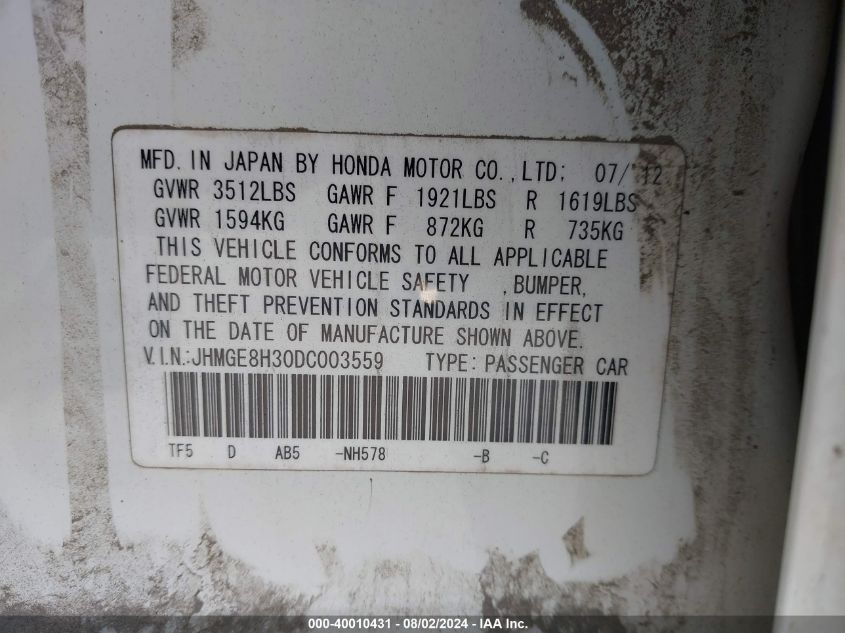 MFD. IN JAPAN BY HONDA MOTOR CO., LTD; 07/ 12
GVWR 3512LBS GAWR F 1921LBS R 1619LBS
GVWR 1594KG GAWR F 872KG R 735KG
THIS VEHICLE CONFORMS TO ALL APPLICABLE
FEDERAL MOTOR VEHICLE SAFETY , BUMPER,
AND THEFT PREVENTION STANDARDS IN EFFECT
ON THE DATE OF MANUFACTURE SHOWN ABOVE.
V.I.N.:JHMGE8H30DC003559 TYPE: PASSENGER CAR
TF5 D AB5 -NH578 -B -C
000-40010431 - 08/02/2024 - IAA Inc.